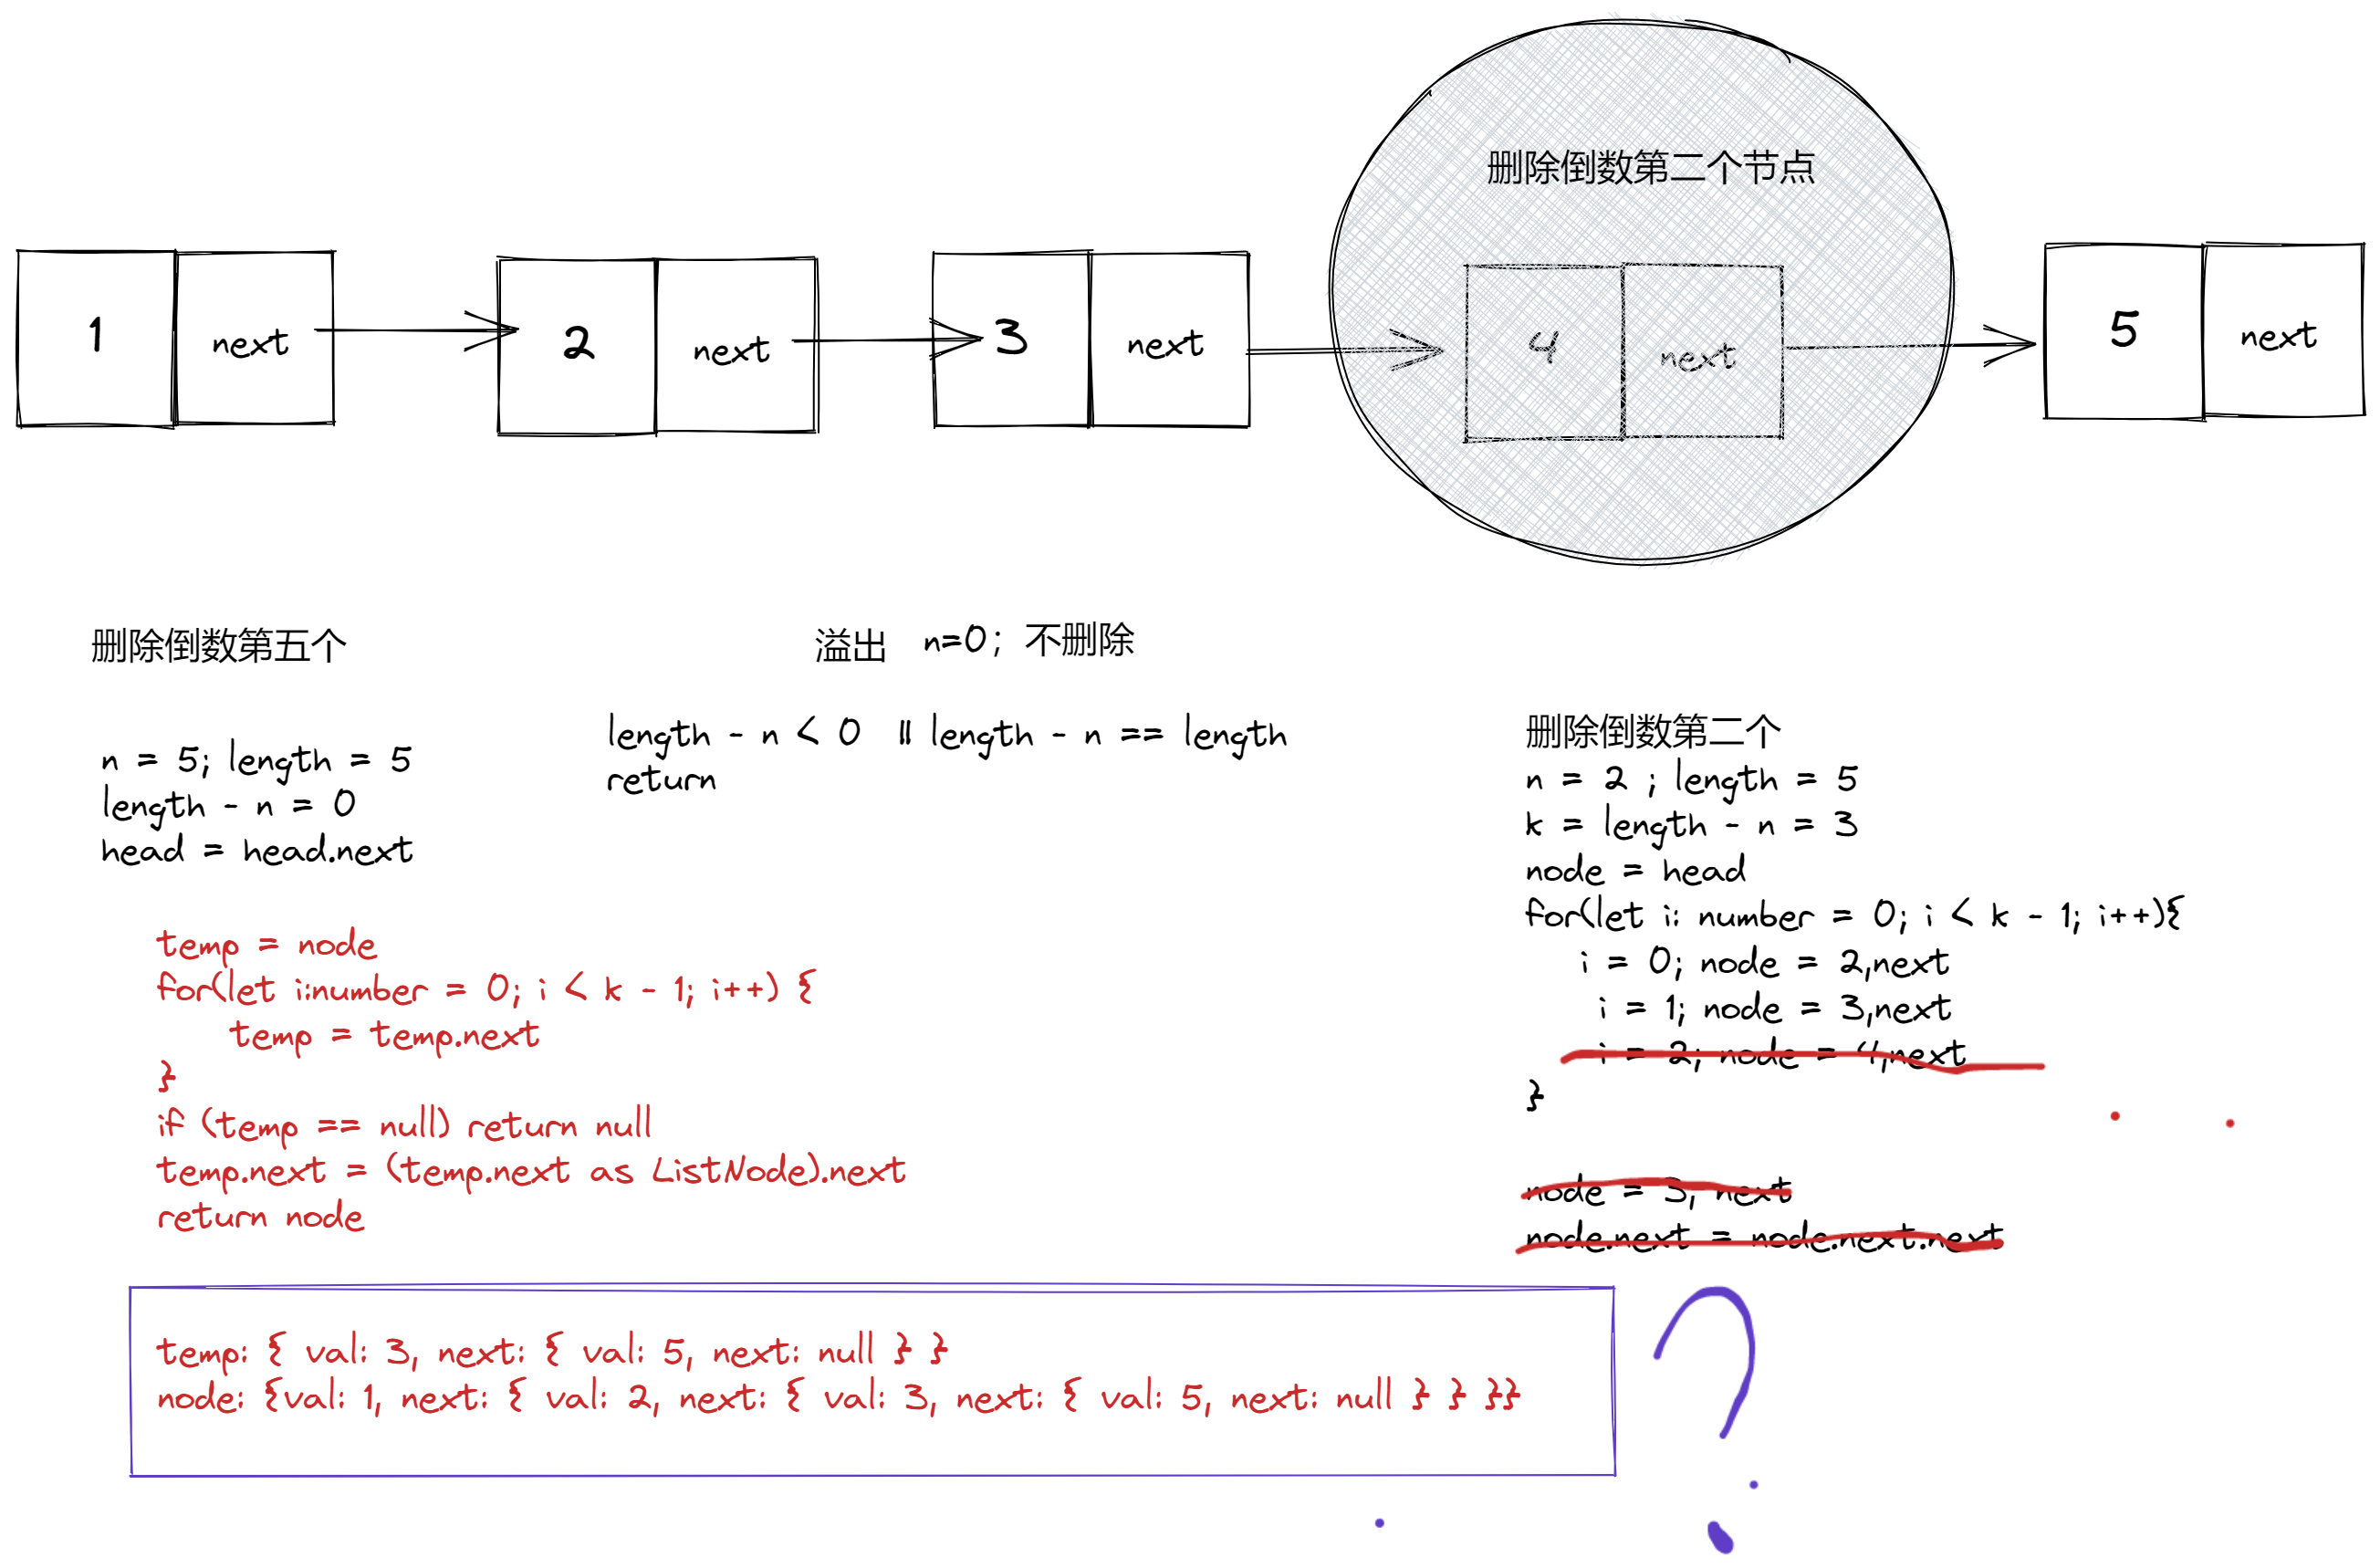 删除倒数第二个节点
1 next
2 next
3 next
4 next
5 next
删除倒数第五个
n = 5; length = 5
length - n = 0
head = head.next
溢出 n=0; 不删除
length - n < 0 || length - n == length
return
删除倒数第二个
n = 2 ; length = 5
k = length - n = 3
node = head
for(let i: number = 0; i < k - 1; i++){
i = 0; node = 2,next
i = 1; node = 3,next
i = 2; node = 4,next
}
node = 3, next
node.next = node.next.next
temp = node
for(let i:number = 0; i < k - 1; i++) {
temp = temp.next
}
if (temp == null) return null
temp.next = (temp.next as ListNode).next
return node
temp: { val: 3, next: { val: 5, next: null } }
node: {val: 1, next: { val: 2, next: { val: 3, next: { val: 5, next: null } } }}
?